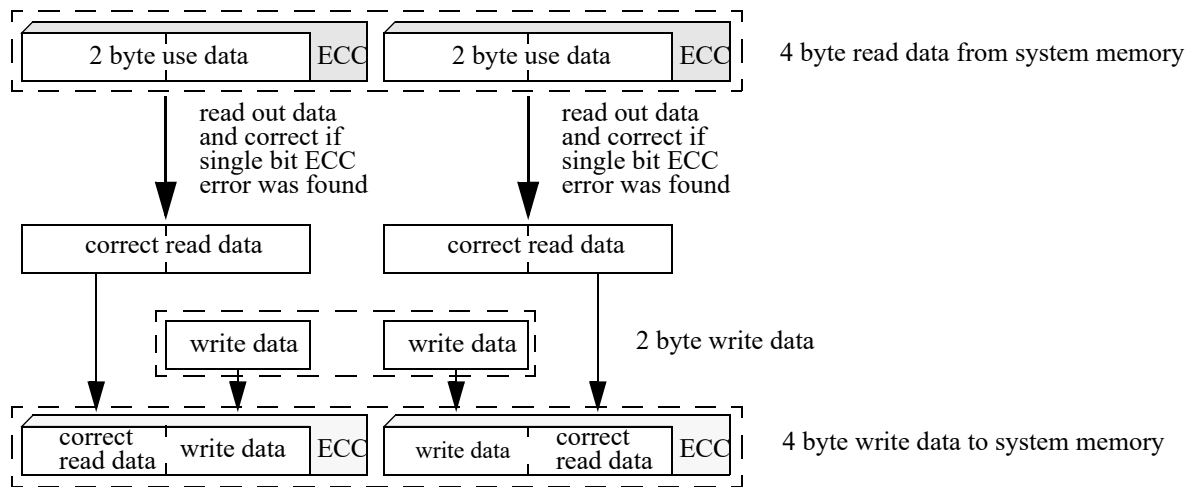 2 byte use data ECC 2 byte use data ECC 4 byte read data from system memory
read out data
and correct if
single bit ECC
error was found
read out data
and correct if
single bit ECC
error was found
correct read data correct read data
write data write data 2 byte write data
correct
read data
write data ECC write data
correct
read data
ECC 4 byte write data to system memory